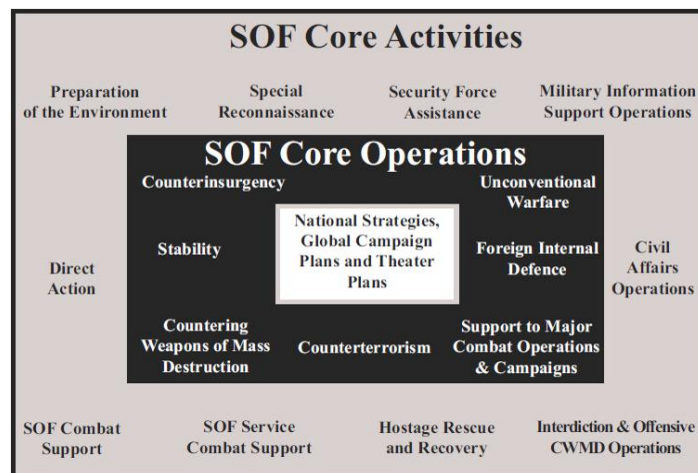 SOF Core Activities
Preparation
of the Environment
Special
Reconnaissance
Security Force
Assistance
Military Information
Support Operations
SOF Core Operations
Counterinsurgency
Unconventional
Warfare
National Strategies,
Global Campaign
Plans and Theater
Plans
Stability
Foreign Internal
Defence
Direct
Action
Civil
Affairs
Operations
Countering
Weapons of Mass
Destruction
Counterterrorism
Support to Major
Combat Operations
& Campaigns
SOF Combat
Support
SOF Service
Combat Support
Hostage Rescue
and Recovery
Interdiction & Offensive
CWMD Operations